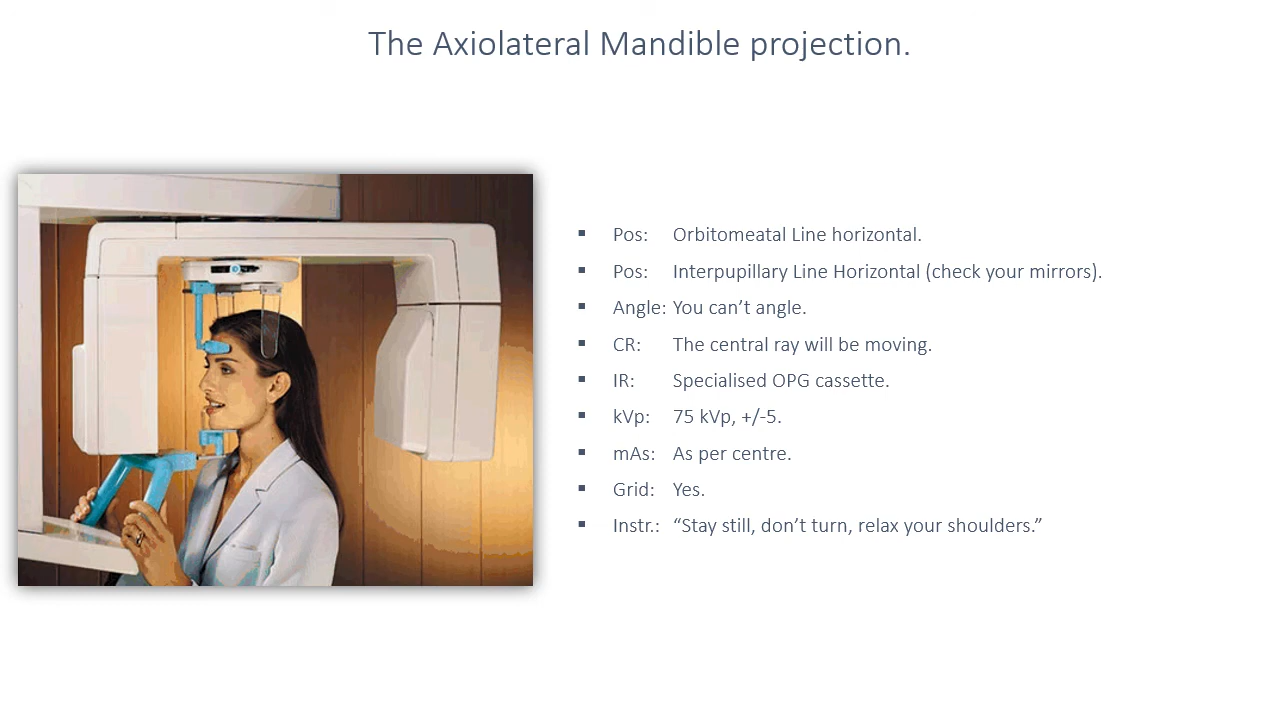 The Axiolateral Mandible projection.
▪ Pos: Orbitomeatal Line horizontal.
▪ Pos: Interpupillary Line Horizontal (check your mirrors).
▪ Angle: You can’t angle.
▪ CR: The central ray will be moving.
▪ IR: Specialised OPG cassette.
▪ kVp: 75 kVp, +/-5.
▪ mAs: As per centre.
▪ Grid: Yes.
▪ Instr.: “Stay still, don’t turn, relax your shoulders.”